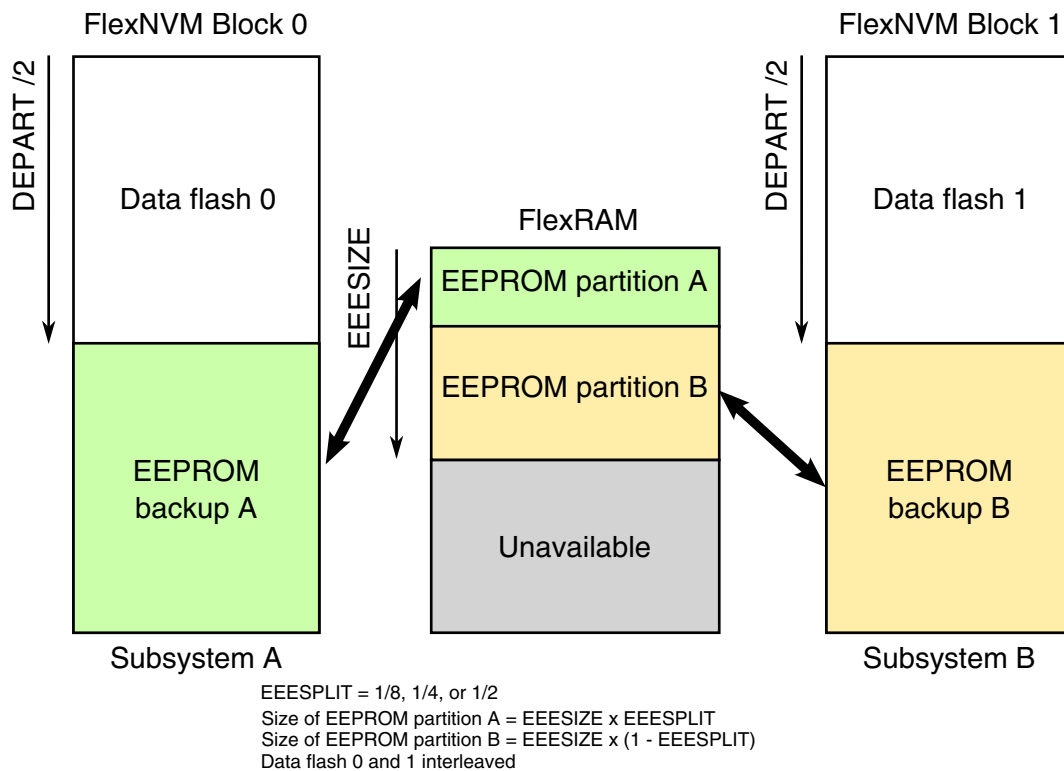 FlexNVM Block 0
FlexNVM Block 1
DEPART /2
DEPART /2
Data flash 0
Data flash 1
FlexRAM
EEESIZE
EEPROM partition A
EEPROM partition B
EEPROM
backup A
EEPROM
backup B
Unavailable
Subsystem A
Subsystem B
EEESPLIT = 1/8, 1/4, or 1/2
Size of EEPROM partition A = EEESIZE x EEESPLIT
Size of EEPROM partition B = EEESIZE x (1 - EEESPLIT)
Data flash 0 and 1 interleaved